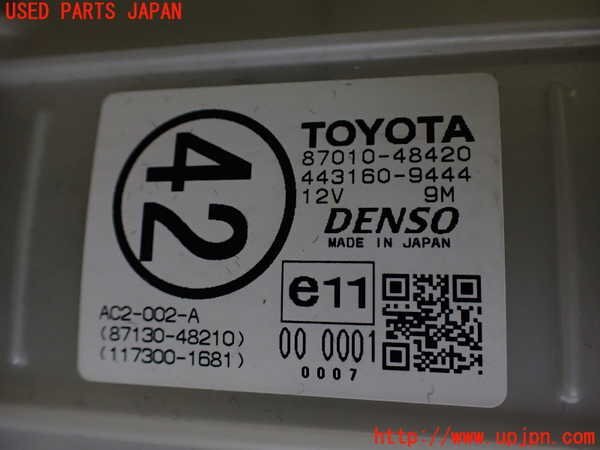 USED PARTS JAPAN
42
TOYOTA
87010-48420
443160-9444
12V 9M
DENSO
MADE IN JAPAN
AC2-002-A
(87130-48210)
(117300-1681)
e11
00 0001
0007
http://www.upjpn.com/